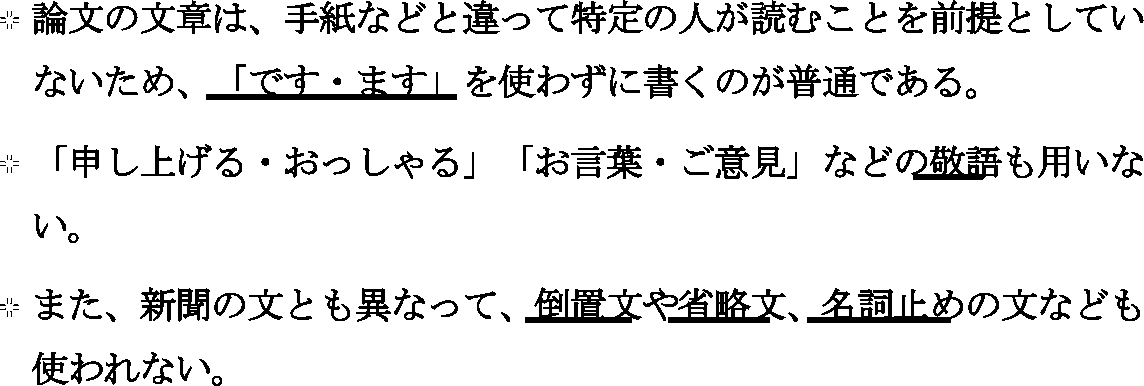 ※ 論文の文章は、手紙などと違って特定の人が読むことを前提としてい
ないため、「です・ます」を使わずに書くのが普通である。
※ 「申し上げる・おっしゃる」「お言葉・ご意見」などの敬語も用いな
い。
※ また、新聞の文とも異なって、倒置文や省略文、名詞止めの文なども
使われない。